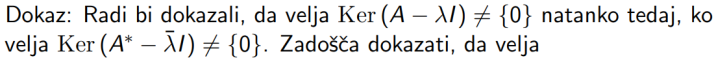 Dokaz: Radi bi dokazali, da velja Ker (A − λI) ≠ {0} natanko tedaj, ko
velja Ker (A* − λ̄I) ≠ {0}. Zadošča dokazati, da velja